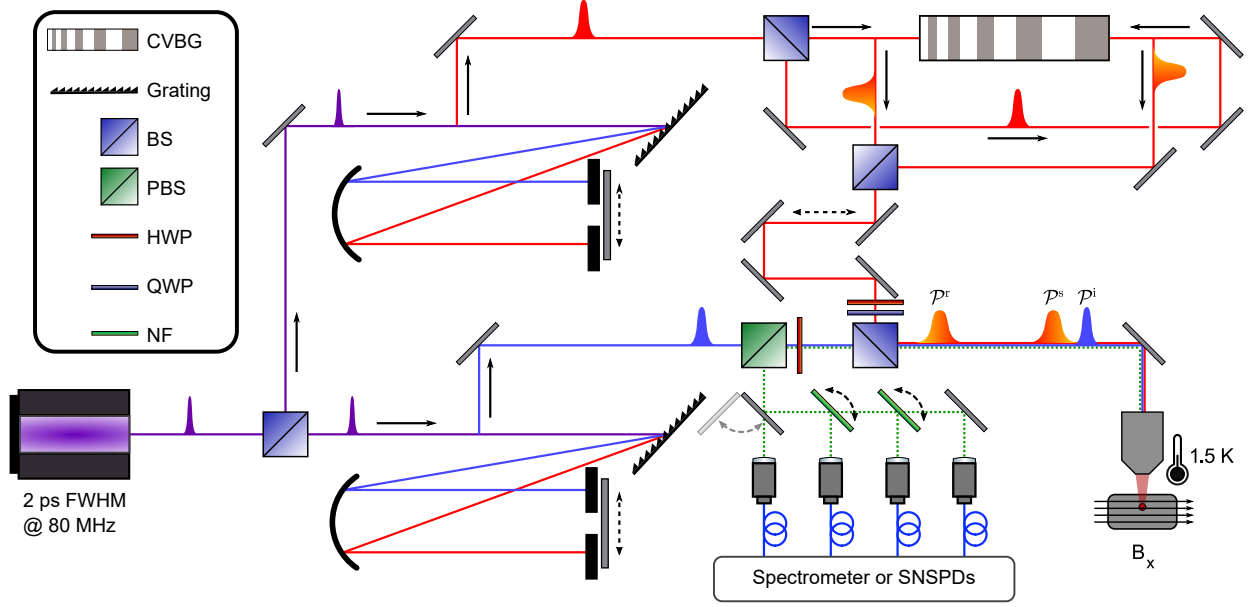 CVBG
Grating
BS
PBS
HWP
QWP
NF
2 ps FWHM
@ 80 MHz
𝒫ʳ
𝒫ˢ
𝒫ⁱ
1.5 K
Bₓ
Spectrometer or SNSPDs